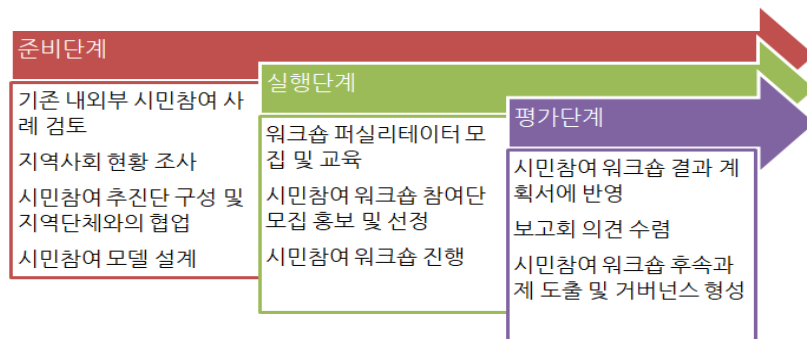 준비단계
기존 내외부 시민참여 사
례 검토
지역사회 현황 조사
시민참여 추진단 구성 및
지역단체와의 협업
시민참여 모델 설계
실행단계
워크숍 퍼실리테이터 모
집 및 교육
시민참여 워크숍 참여단
모집 홍보 및 선정
시민참여 워크숍 진행
평가단계
시민참여 워크숍 결과 계
획서에 반영
보고회 의견 수렴
시민참여 워크숍 후속과
제 도출 및 거버넌스 형성